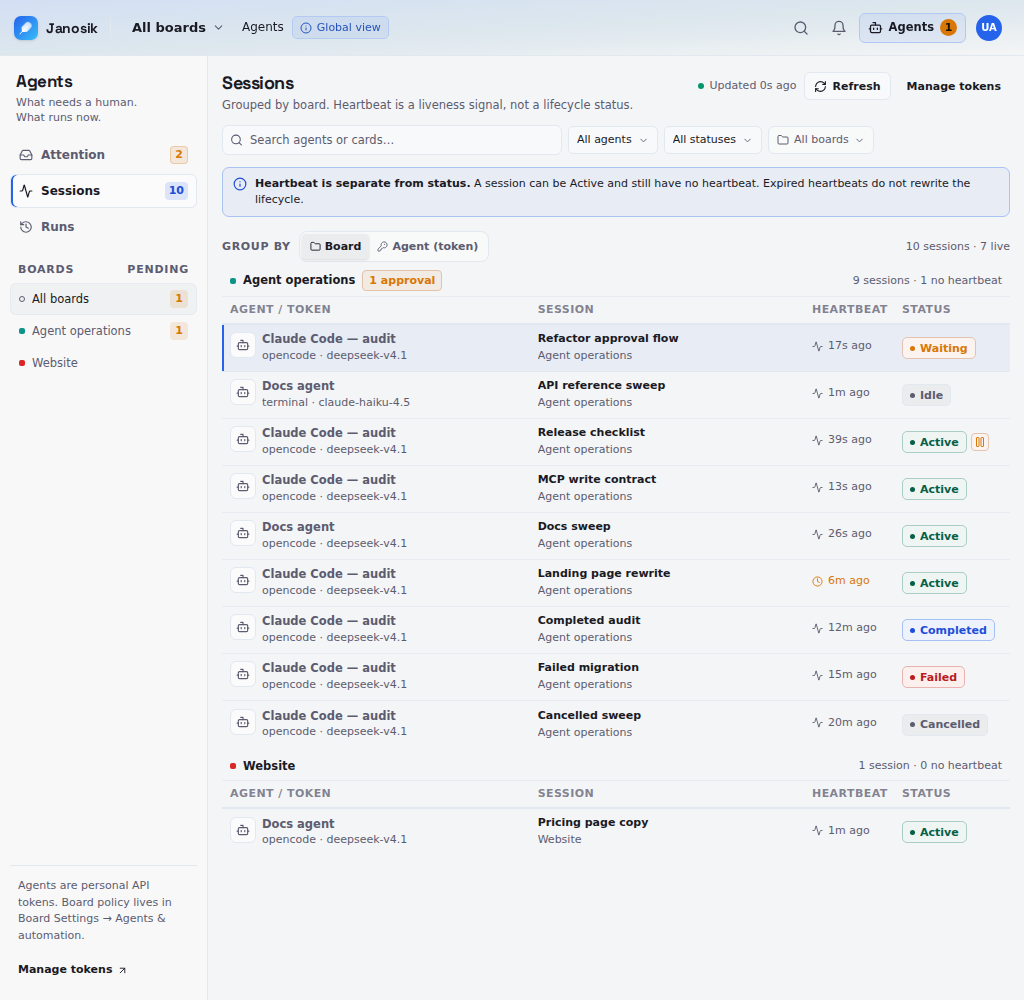 Janosik
All boards
Agents
Global view
Agents 1
UA
Agents
What needs a human.
What runs now.
Attention 2
Sessions 10
Runs
BOARDS PENDING
All boards 1
Agent operations 1
Website
Agents are personal API
tokens. Board policy lives in
Board Settings → Agents &
automation.
Manage tokens
Sessions
Grouped by board. Heartbeat is a liveness signal, not a lifecycle status.
Updated 0s ago
Refresh
Manage tokens
Search agents or cards...
All agents
All statuses
All boards
Heartbeat is separate from status. A session can be Active and still have no heartbeat. Expired heartbeats do not rewrite the
lifecycle.
GROUP BY Board Agent (token) 10 sessions · 7 live
Agent operations 1 approval 9 sessions · 1 no heartbeat
AGENT / TOKEN SESSION HEARTBEAT STATUS
Claude Code — audit Refactor approval flow 17s ago Waiting
opencode · deepseek-v4.1 Agent operations
Docs agent API reference sweep 1m ago Idle
terminal · claude-haiku-4.5 Agent operations
Claude Code — audit Release checklist 39s ago Active
opencode · deepseek-v4.1 Agent operations
Claude Code — audit MCP write contract 13s ago Active
opencode · deepseek-v4.1 Agent operations
Docs agent Docs sweep 26s ago Active
opencode · deepseek-v4.1 Agent operations
Claude Code — audit Landing page rewrite 6m ago Active
opencode · deepseek-v4.1 Agent operations
Claude Code — audit Completed audit 12m ago Completed
opencode · deepseek-v4.1 Agent operations
Claude Code — audit Failed migration 15m ago Failed
opencode · deepseek-v4.1 Agent operations
Claude Code — audit Cancelled sweep 20m ago Cancelled
opencode · deepseek-v4.1 Agent operations
Website 1 session · 0 no heartbeat
AGENT / TOKEN SESSION HEARTBEAT STATUS
Docs agent Pricing page copy 1m ago Active
opencode · deepseek-v4.1 Website